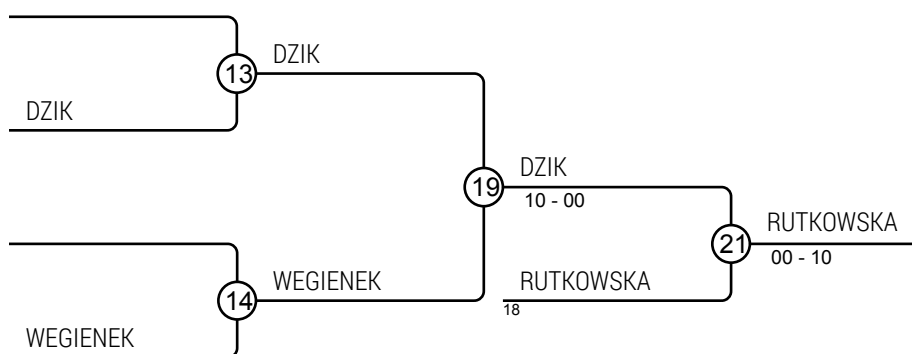 DZIK
13
DZIK
DZIK
10 - 00
19
RUTKOWSKA
00 - 10
21
WEGIENEK
RUTKOWSKA
18
14
WEGIENEK